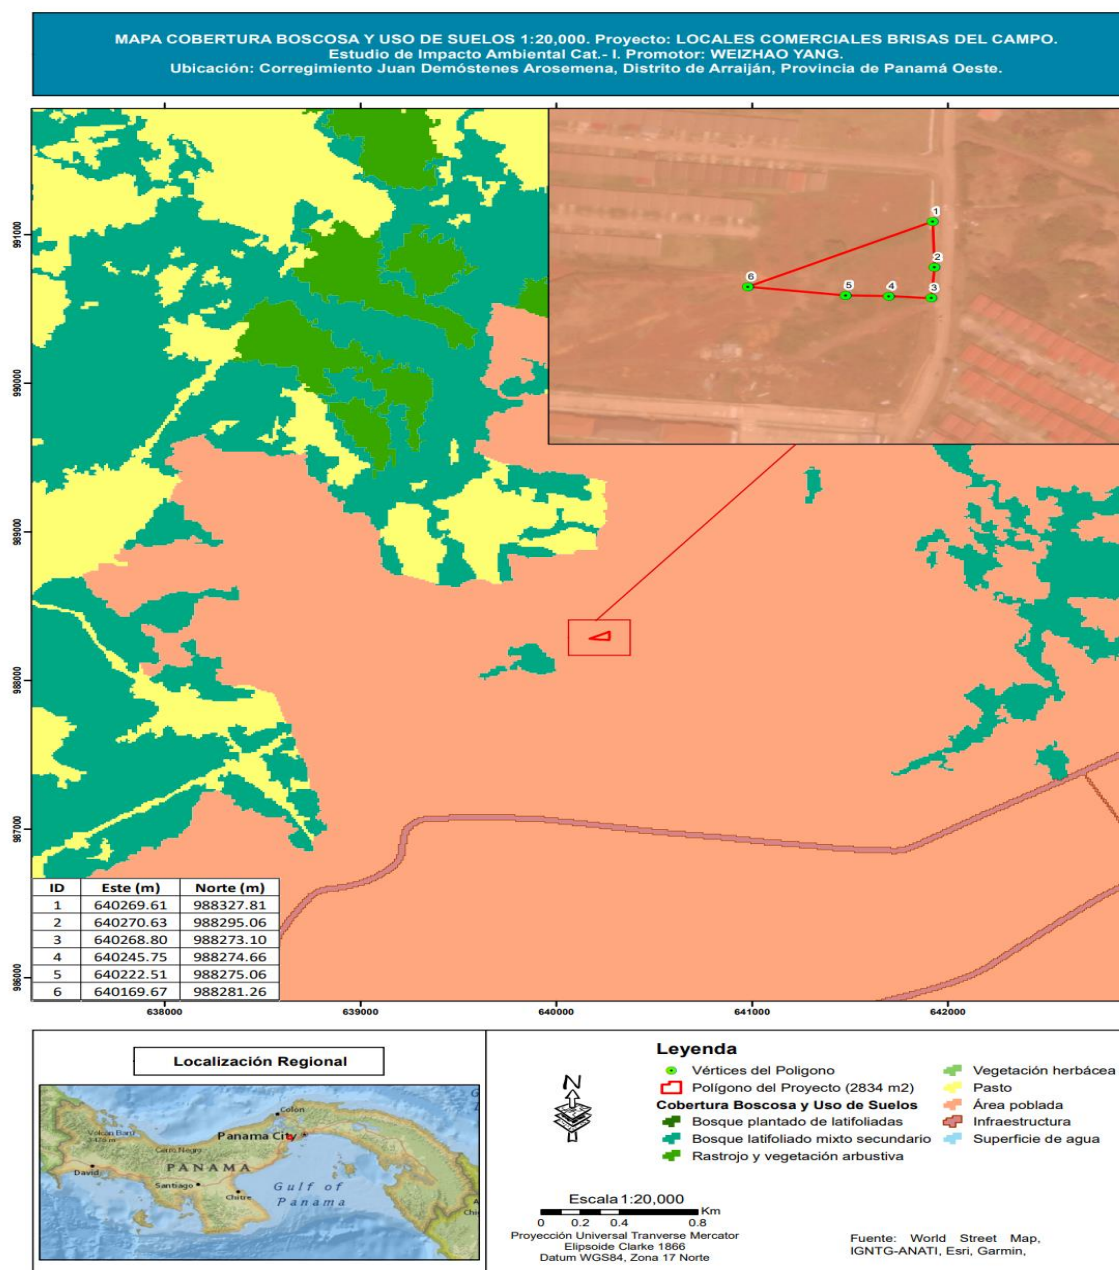 MAPA COBERTURA BOSCOSA Y USO DE SUELOS 1:20,000. Proyecto: LOCALES COMERCIALES BRISAS DEL CAMPO.
Estudio de Impacto Ambiental Cat.- I. Promotor: WEIZHAO YANG.
Ubicación: Corregimiento Juan Demóstenes Arosemena, Distrito de Arraiján, Provincia de Panamá Oeste.
1
2
3
4
5
6
991000
990000
989000
988000
987000
986000
ID Este (m) Norte (m)
1 640269.61 988327.81
2 640270.63 988295.06
3 640268.80 988273.10
4 640245.75 988274.66
5 640222.51 988275.06
6 640169.67 988281.26
638000 639000 640000 641000 642000
Localización Regional
Colón
Volcán Barú
3475 m
Cerro Negro
Panama City
PANAMA
David
Santiago
Chitre
Gulf of
Panama
N
Escala 1:20,000
Km
0 0.2 0.4 0.8
Proyección Universal Tranverse Mercator
Elipsoide Clarke 1866
Datum WGS84, Zona 17 Norte
Leyenda
Vértices del Poligono
Polígono del Proyecto (2834 m2)
Cobertura Boscosa y Uso de Suelos
Bosque plantado de latifoliadas
Bosque latifoliado mixto secundario
Rastrojo y vegetación arbustiva
Vegetación herbácea
Pasto
Área poblada
Infraestructura
Superficie de agua
Fuente: World Street Map,
IGNTG-ANATI, Esri, Garmin,